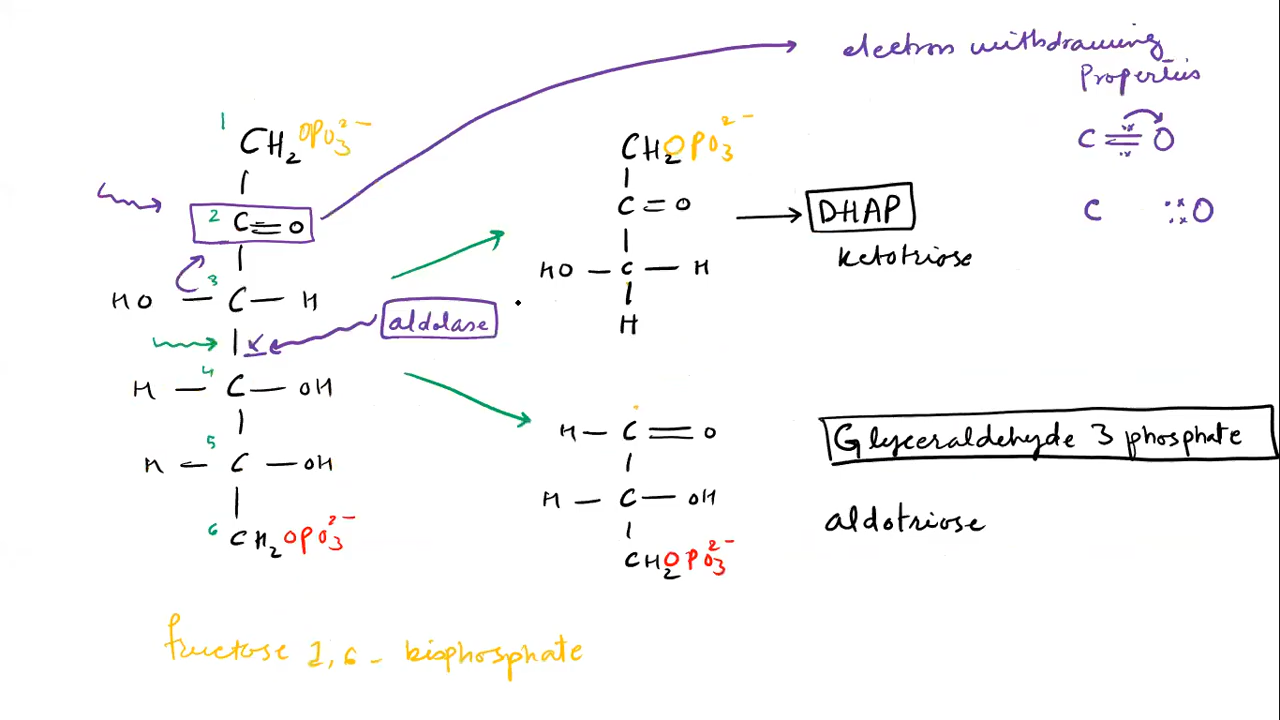 electron withdrawing
Properties
1
CH2OPO3 2-
CH2OPO3 2-
C=O
2 C=O
C=O
DHAP
C O
ketotriose
3
HO-C-H
HO-C-H
H
aldolase
4
H-C-OH
H-C=O
Glyceraldehyde 3 phosphate
5
H-C-OH
H-C-OH
aldotriose
6 CH2OPO3 2-
CH2OPO3 2-
fructose 1,6- bisphosphate